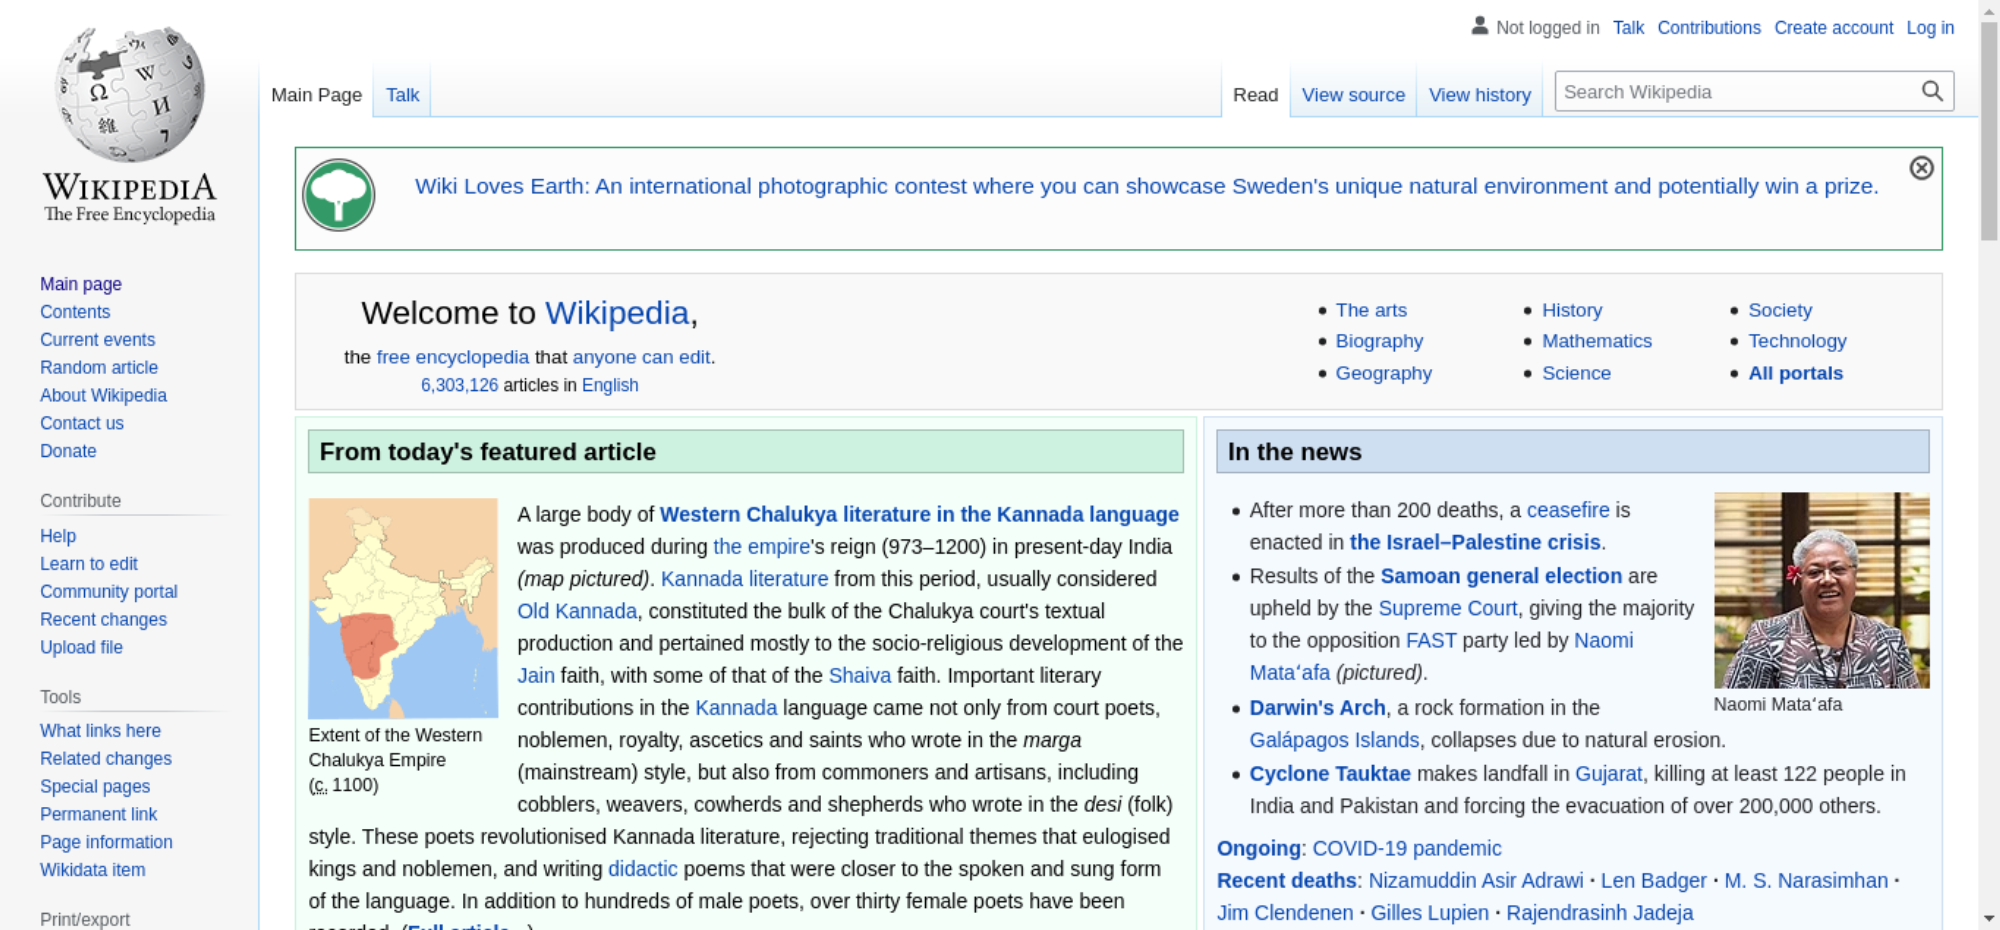 Not logged in Talk Contributions Create account Log in
Main Page Talk Read View source View history Search Wikipedia
WIKIPEDIA
The Free Encyclopedia
Wiki Loves Earth: An international photographic contest where you can showcase Sweden's unique natural environment and potentially win a prize.
Main page
Contents
Current events
Random article
About Wikipedia
Contact us
Donate
Contribute
Help
Learn to edit
Community portal
Recent changes
Upload file
Tools
What links here
Related changes
Special pages
Permanent link
Page information
Wikidata item
Print/export
Welcome to Wikipedia,
the free encyclopedia that anyone can edit.
6,303,126 articles in English
The arts
Biography
Geography
History
Mathematics
Science
Society
Technology
All portals
From today's featured article
Extent of the Western
Chalukya Empire
(c. 1100)
A large body of Western Chalukya literature in the Kannada language
was produced during the empire's reign (973–1200) in present-day India
(map pictured). Kannada literature from this period, usually considered
Old Kannada, constituted the bulk of the Chalukya court's textual
production and pertained mostly to the socio-religious development of the
Jain faith, with some of that of the Shaiva faith. Important literary
contributions in the Kannada language came not only from court poets,
noblemen, royalty, ascetics and saints who wrote in the marga
(mainstream) style, but also from commoners and artisans, including
cobblers, weavers, cowherds and shepherds who wrote in the desi (folk)
style. These poets revolutionised Kannada literature, rejecting traditional themes that eulogised
kings and noblemen, and writing didactic poems that were closer to the spoken and sung form
of the language. In addition to hundreds of male poets, over thirty female poets have been
recorded. (Full article...)
In the news
After more than 200 deaths, a ceasefire is
enacted in the Israel–Palestine crisis.
Results of the Samoan general election are
upheld by the Supreme Court, giving the majority
to the opposition FAST party led by Naomi
Mataʻafa (pictured).
Naomi Mataʻafa
Darwin's Arch, a rock formation in the
Galápagos Islands, collapses due to natural erosion.
Cyclone Tauktae makes landfall in Gujarat, killing at least 122 people in
India and Pakistan and forcing the evacuation of over 200,000 others.
Ongoing: COVID-19 pandemic
Recent deaths: Nizamuddin Asir Adrawi · Len Badger · M. S. Narasimhan ·
Jim Clendenen · Gilles Lupien · Rajendrasinh Jadeja